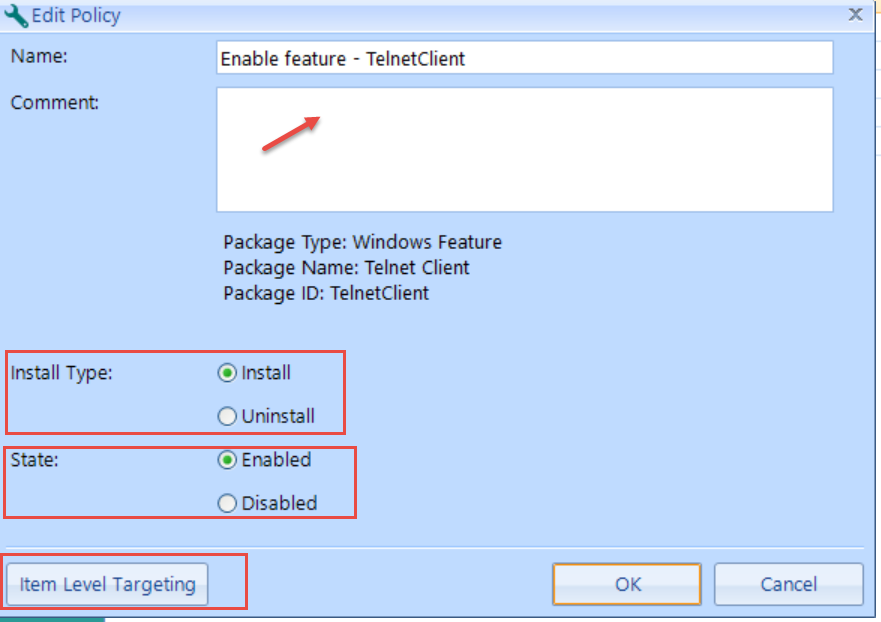 Edit Policy
Name: Enable feature - TelnetClient
Comment:
Package Type: Windows Feature
Package Name: Telnet Client
Package ID: TelnetClient
Install Type: Install
Uninstall
State: Enabled
Disabled
Item Level Targeting OK Cancel